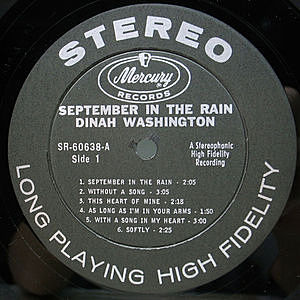 STEREO
Mercury
RECORDS
SEPTEMBER IN THE RAIN
DINAH WASHINGTON
SR-60638-A
Side 1
A Stereophonic
High Fidelity
Recording
1. SEPTEMBER IN THE RAIN - 2:05
2. WITHOUT A SONG - 3:05
3. THIS HEART OF MINE - 2:18
4. AS LONG AS I'M IN YOUR ARMS - 1:50
5. WITH A SONG IN MY HEART - 3:00
6. SOFTLY - 2:25
LONG PLAYING HIGH FIDELITY